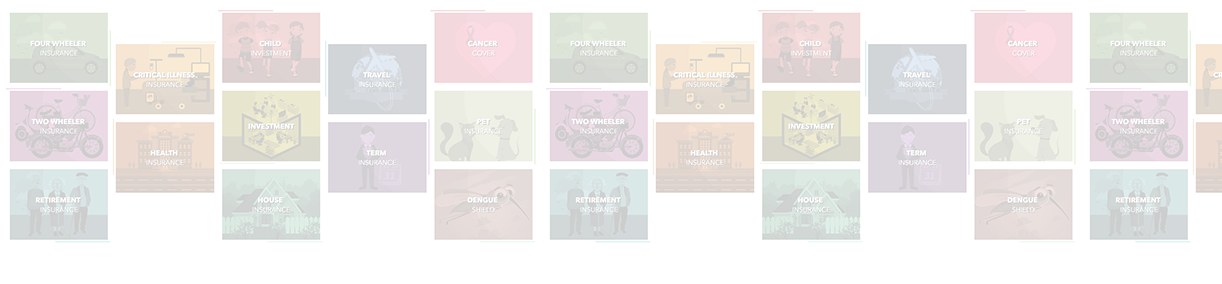 FOUR WHEELER
INSURANCE
TWO WHEELER
INSURANCE
RETIREMENT
INSURANCE
CRITICAL ILLNESS
INSURANCE
HEALTH
INSURANCE
CHILD
INVESTMENT
INVESTMENT
HOUSE
INSURANCE
TRAVEL
INSURANCE
TERM
INSURANCE
CANCER
COVER
PET
INSURANCE
DENGUE
SHIELD
FOUR WHEELER
INSURANCE
TWO WHEELER
INSURANCE
RETIREMENT
INSURANCE
CRITICAL ILLNESS
INSURANCE
HEALTH
INSURANCE
CHILD
INVESTMENT
INVESTMENT
HOUSE
INSURANCE
TRAVEL
INSURANCE
TERM
INSURANCE
CANCER
COVER
PET
INSURANCE
DENGUE
SHIELD
FOUR WHEELER
INSURANCE
TWO WHEELER
INSURANCE
RETIREMENT
INSURANCE